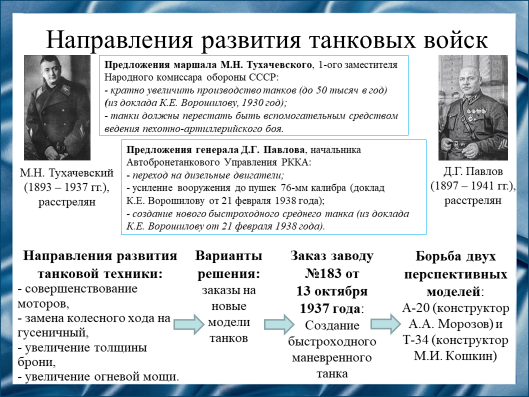 Направления развития танковых войск
Предложения маршала М.Н. Тухачевского, 1-ого заместителя
Народного комиссара обороны СССР:
- кратно увеличить производство танков (до 50 тысяч в год)
(из доклада К.Е. Ворошилову, 1930 год);
- танки должны перестать быть вспомогательным средством
ведения пехотно-артиллерийского боя.
Предложения генерала Д.Г. Павлова, начальника
Автобронетанкового Управления РККА:
- переход на дизельные двигатели;
- усиление вооружения до пушек 76-мм калибра (доклад
К.Е. Ворошилову от 21 февраля 1938 года);
- создание нового быстроходного среднего танка (из доклада
К.Е. Ворошилову от 21 февраля 1938 года).
М.Н. Тухачевский
(1893 – 1937 гг.),
расстрелян
Д.Г. Павлов
(1897 – 1941 гг.),
расстрелян
Направления развития
танковой техники:
- совершенствование
моторов,
- замена колесного хода на
гусеничный,
- увеличение толщины
брони,
- увеличение огневой мощи.
Варианты
решения:
заказы на
новые
модели
танков
Заказ заводу
№183 от
13 октября
1937 года:
Создание
быстроходного
маневренного
танка
Борьба двух
перспективных
моделей:
А-20 (конструктор
А.А. Морозов) и
Т-34 (конструктор
М.И. Кошкин)